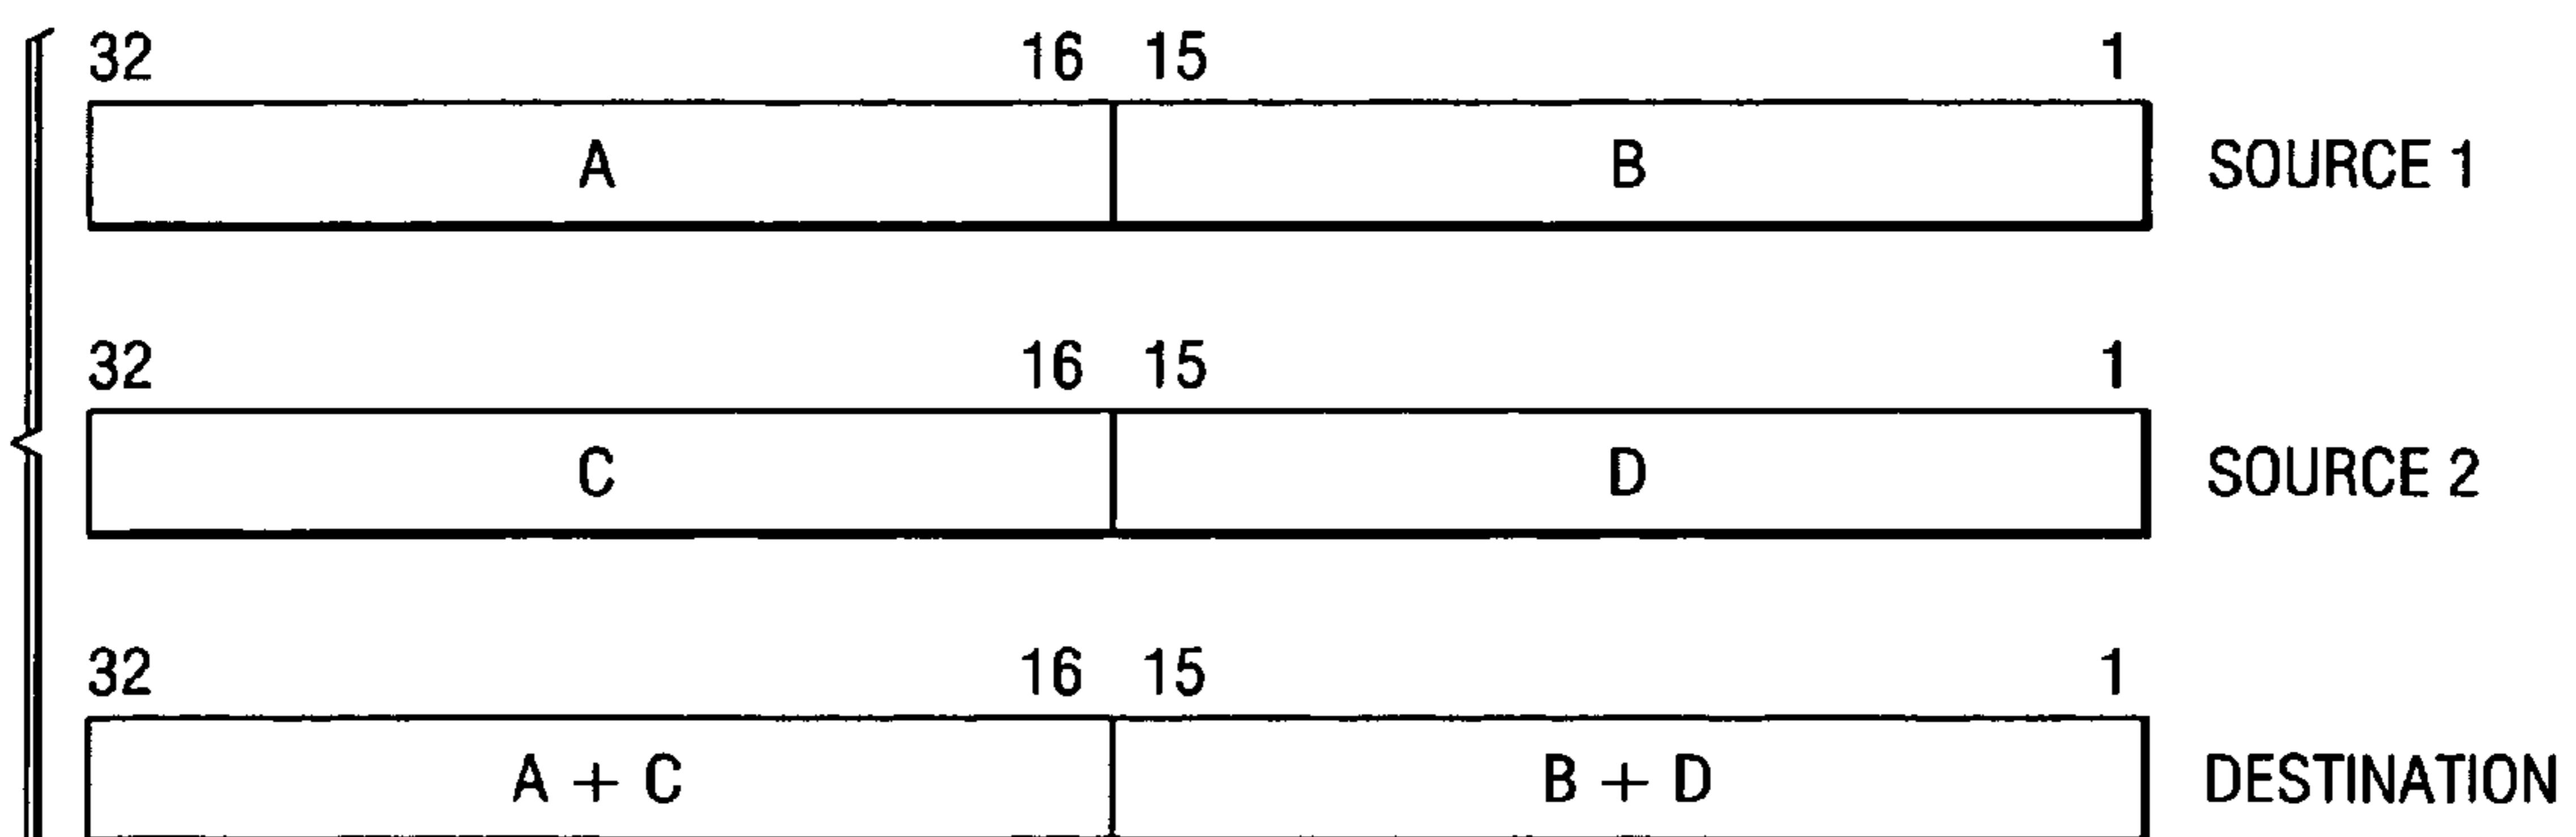 32 16 15 1
A B SOURCE 1
32 16 15 1
C D SOURCE 2
32 16 15 1
A + C B + D DESTINATION